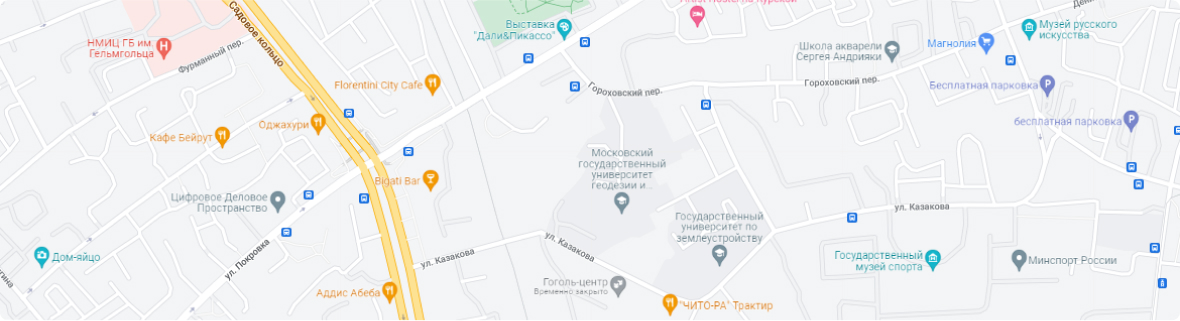 Садовое кольцо
НМИЦ ГБ им.
Гельмгольца
Фурманный пер.
Выставка
"Дали&Пикассо"
Музей русского
искусства
Школа акварели
Сергея Андрияки
Магнолия
Florentini City Cafe
Гороховский пер.
Гороховский пер.
Бесплатная парковка
бесплатная парковка
Оджахури
Кафе Бейрут
Московский
государственный
университет
геодезии и...
Bigati Bar
Цифровое Деловое
Пространство
Государственный
университет по
землеустройству
ул. Казакова
Дом-яйцо
ул. Покровка
ул. Казакова
ул. Казакова
Государственный
музей спорта
Минспорт России
Гоголь-центр
Временно закрыто
Аддис Абеба
"ЧИТО-РА" Трактир